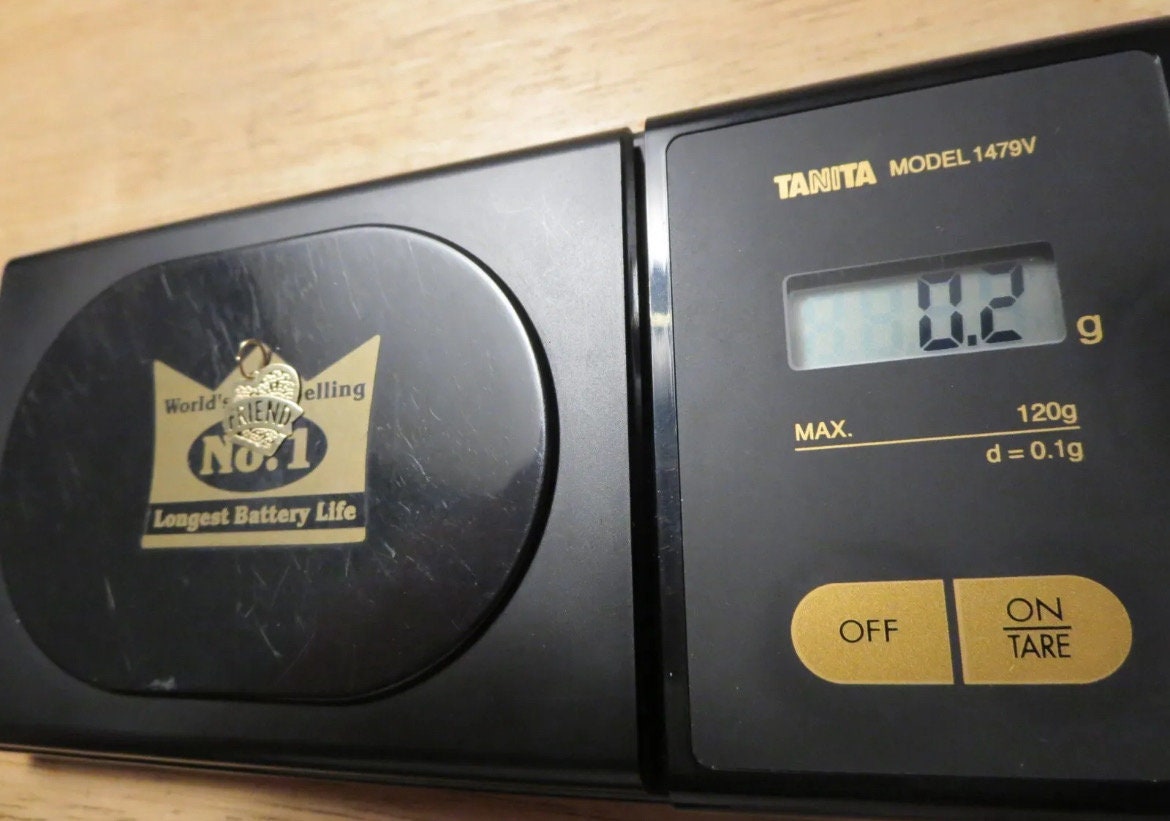 World's elling
FRIEND
No.1
Longest Battery Life
TANITA MODEL 1479V
0.2 g
MAX. 120g
d = 0.1g
OFF
ON
TARE